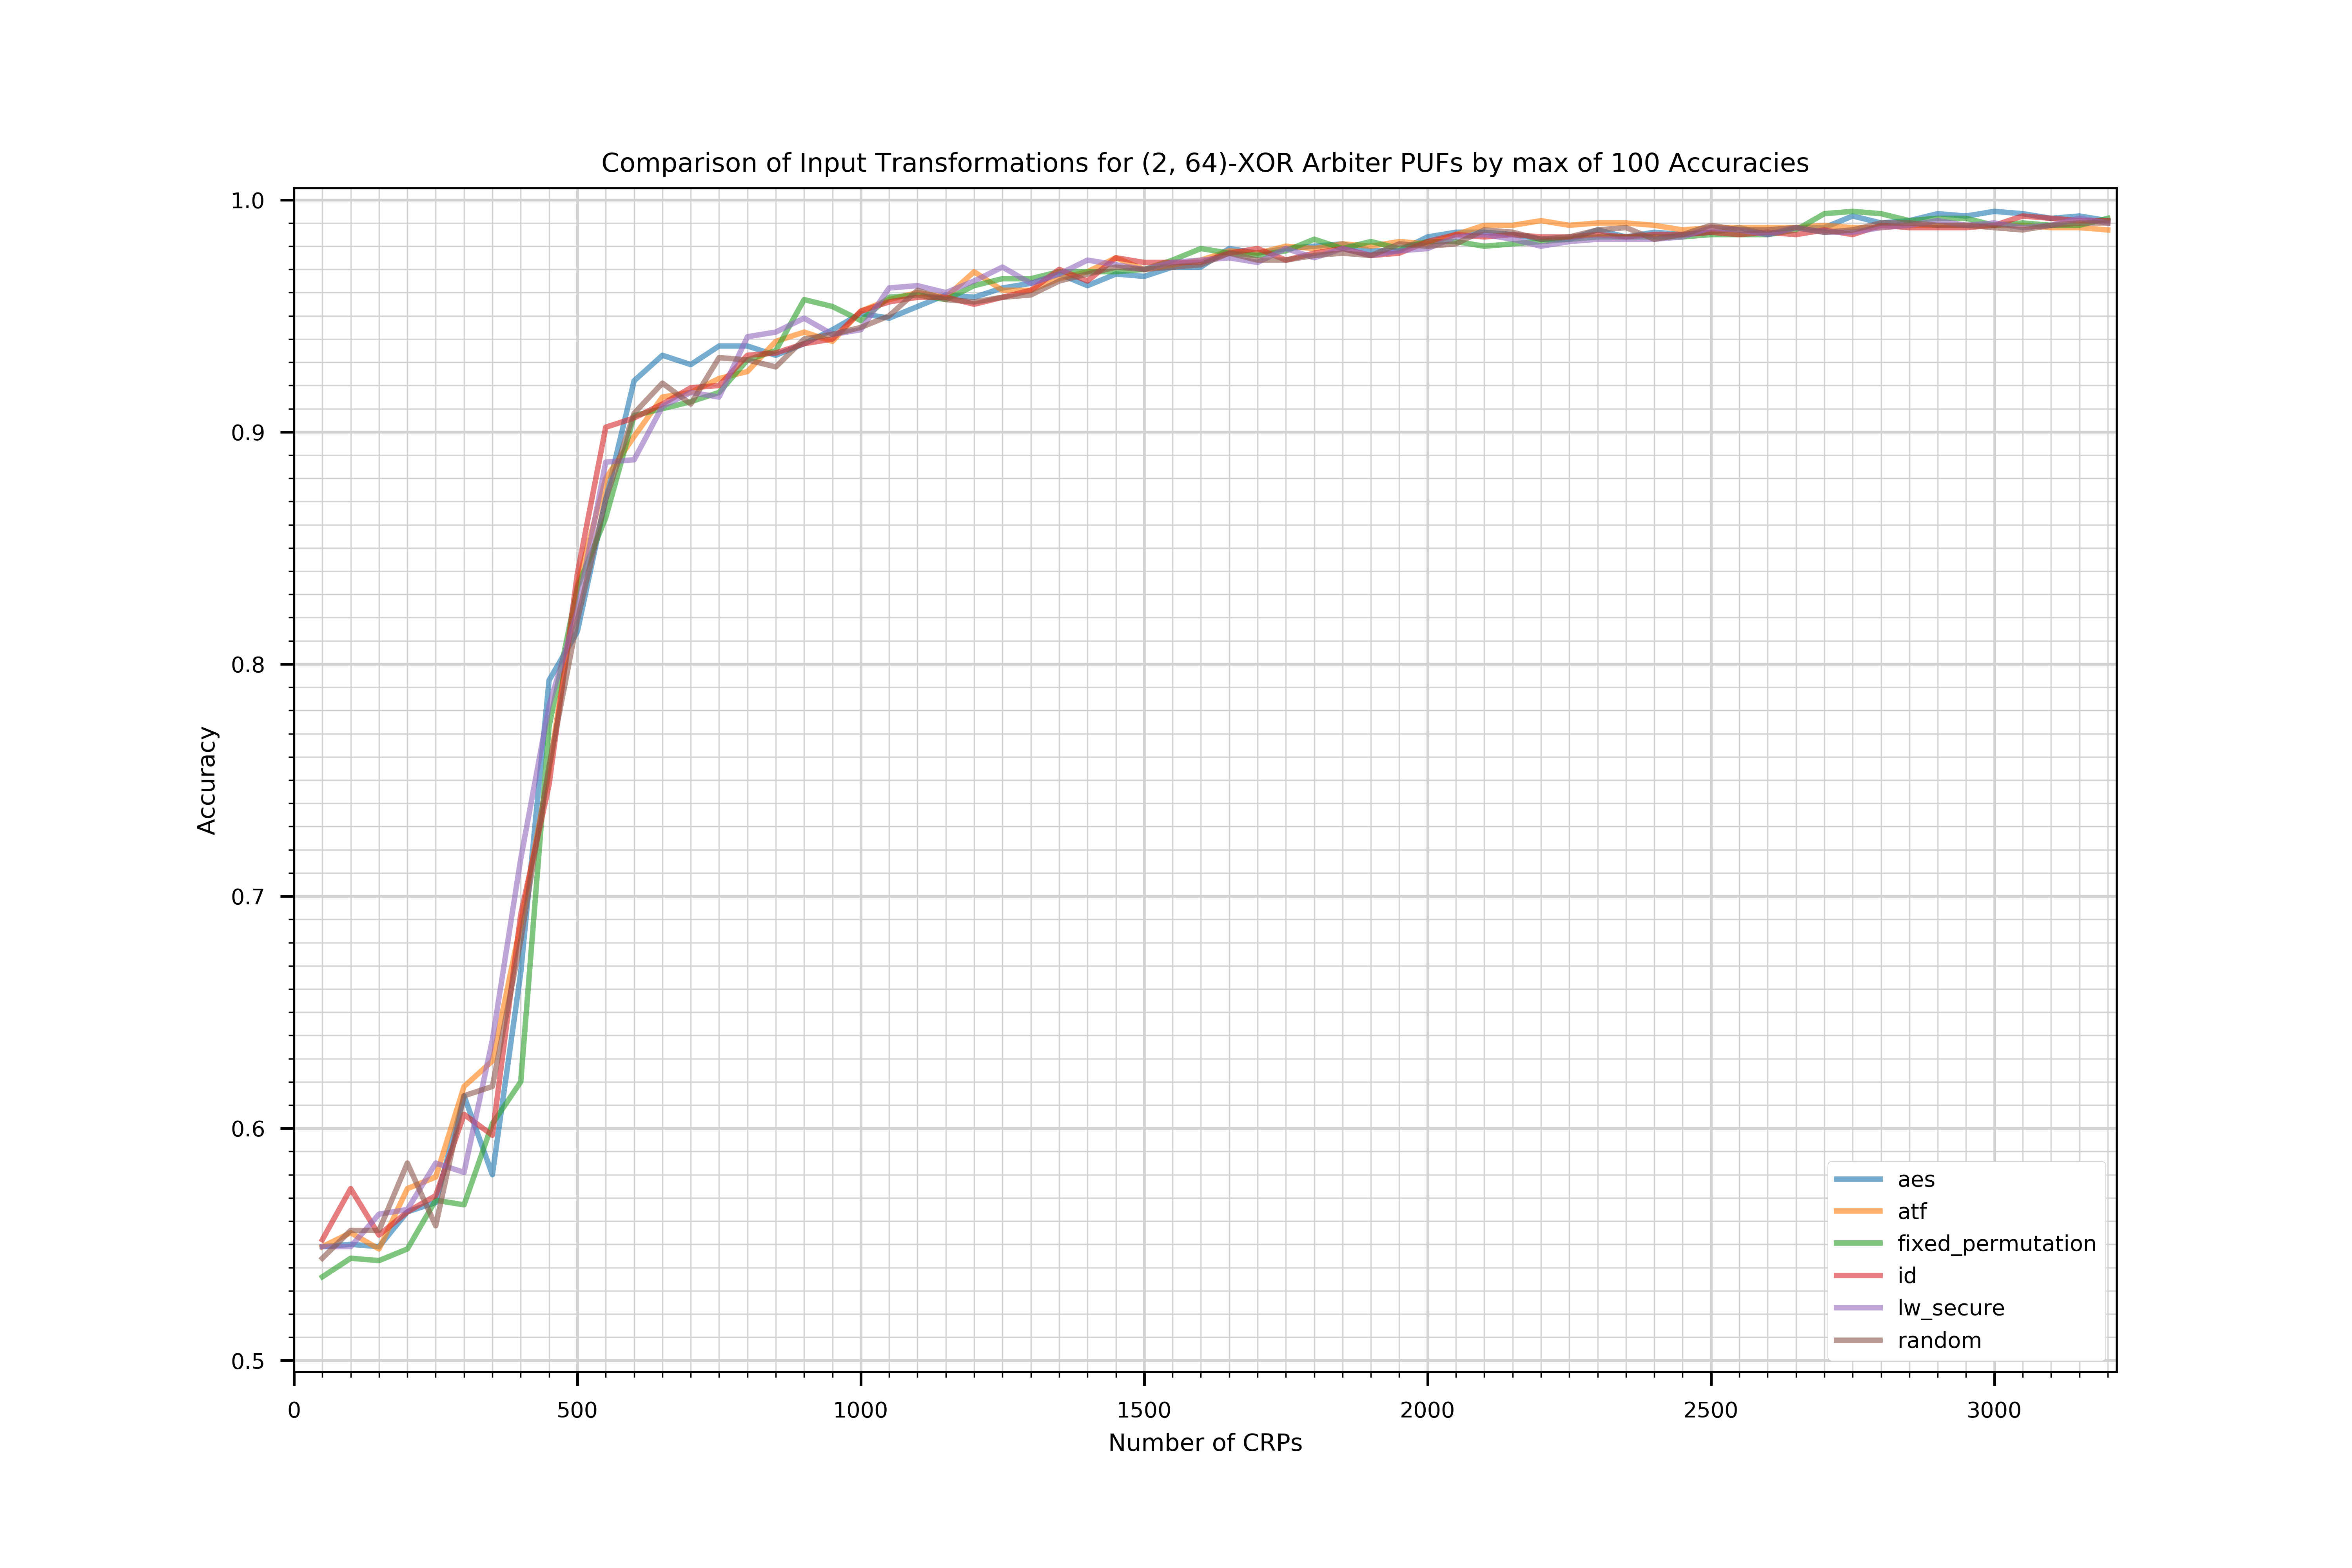 Comparison of Input Transformations for (2, 64)-XOR Arbiter PUFs by max of 100 Accuracies
1.0
0.9
0.8
0.7
0.6
0.5
Accuracy
0 500 1000 1500 2000 2500 3000
Number of CRPs
aes
atf
fixed_permutation
id
lw_secure
random